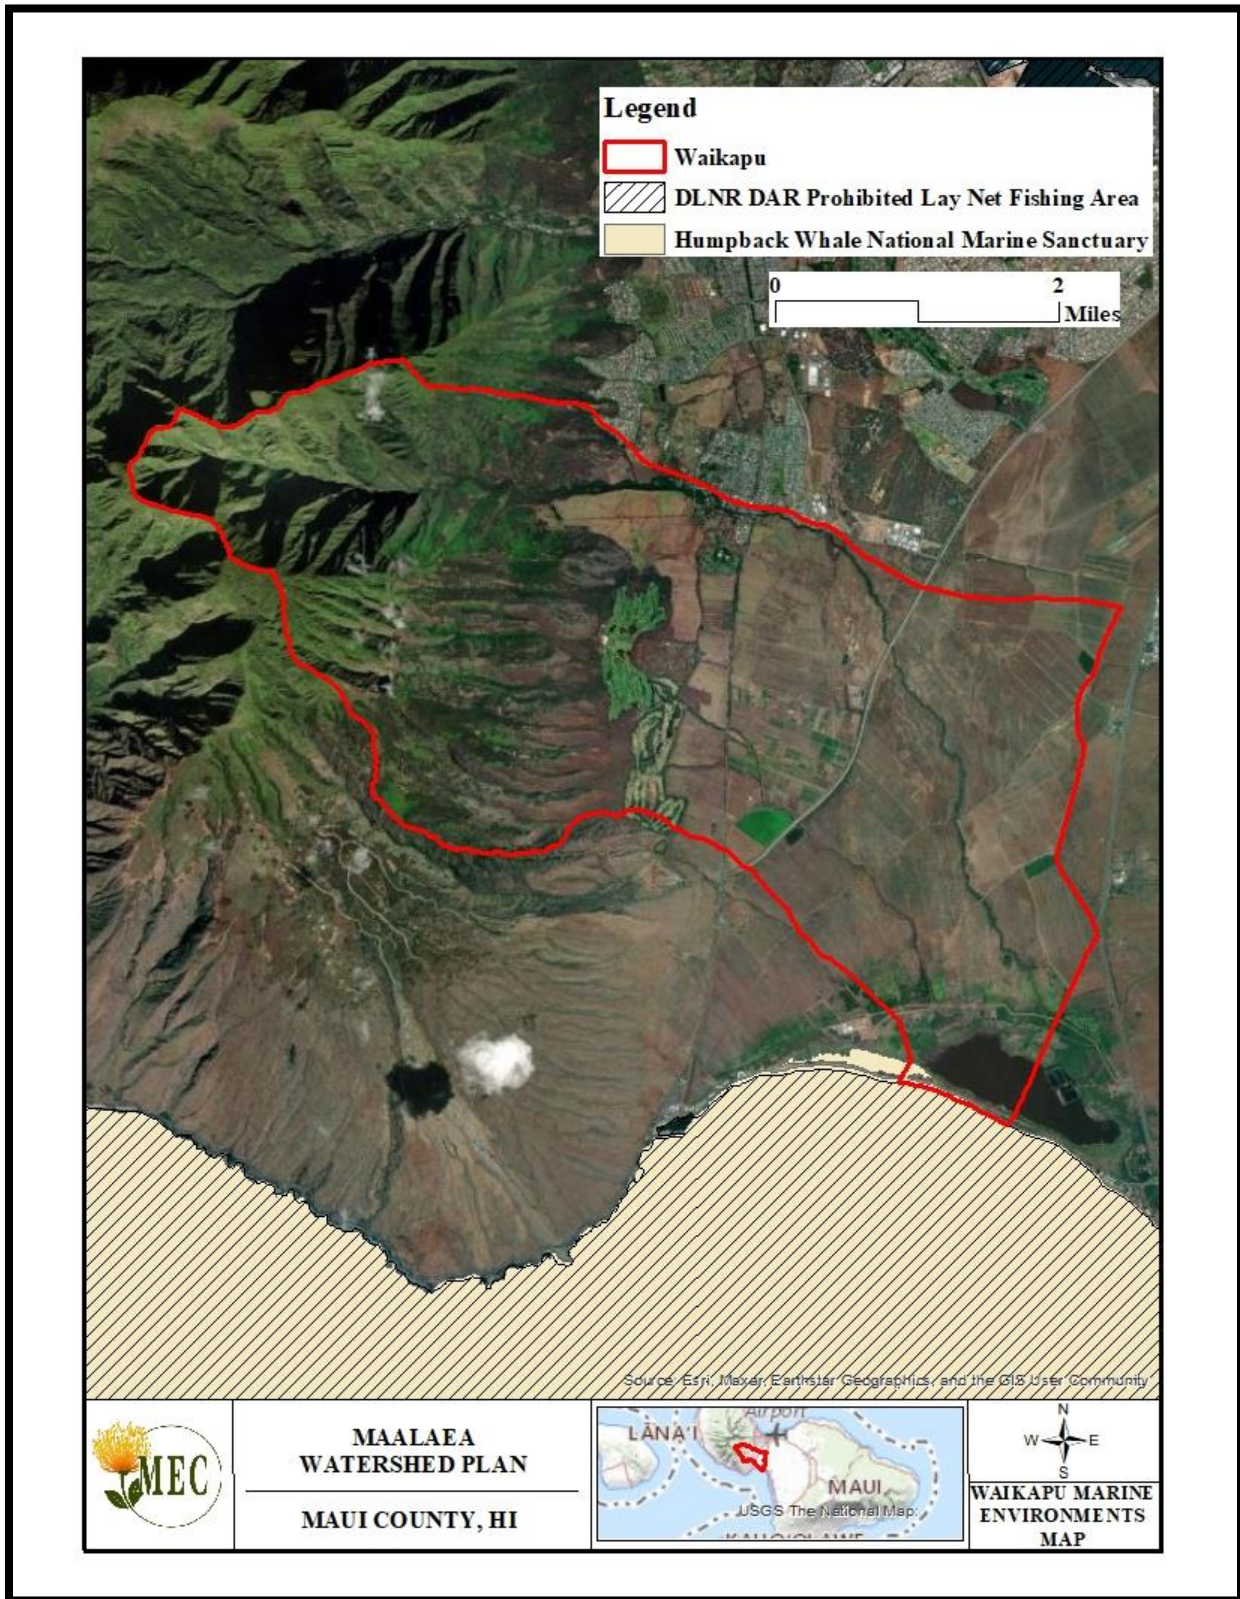 Legend
Waikapu
DLNR DAR Prohibited Lay Net Fishing Area
Humpback Whale National Marine Sanctuary
0 2
Miles
Source: Esri, Maxar, Earthstar Geographics, and the GIS User Community
MEC
MAALAEA
WATERSHED PLAN
MAUI COUNTY, HI
Airport
LĀNAʻI
MAUI
USGS The National Map:
N
W E
S
WAIKAPU MARINE
ENVIRONMENTS
MAP